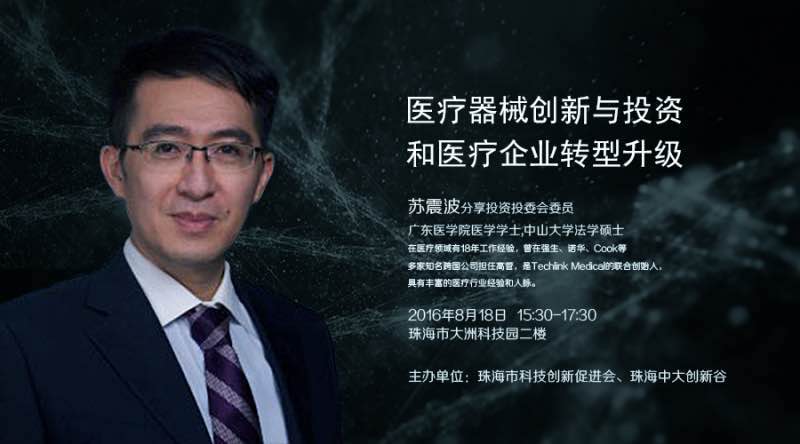 医疗器械创新与投资
和医疗企业转型升级
苏震波分享投资投委会委员
广东医学院医学学士,中山大学法学硕士
在医疗领域有18年工作经验，曾在强生、诺华、Cook等
多家知名跨国公司担任高管，是Techlink Medical的联合创始人，
具有丰富的医疗行业经验和人脉。
2016年8月18日 15:30-17:30
珠海市大洲科技园二楼
主办单位：珠海市科技创新促进会、珠海中大创新谷